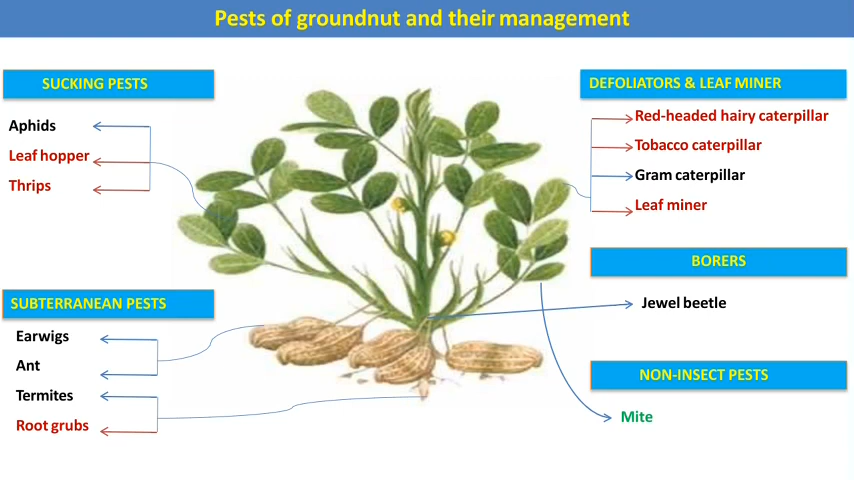 Pests of groundnut and their management
SUCKING PESTS
Aphids
Leaf hopper
Thrips
SUBTERRANEAN PESTS
Earwigs
Ant
Termites
Root grubs
DEFOLIATORS & LEAF MINER
Red-headed hairy caterpillar
Tobacco caterpillar
Gram caterpillar
Leaf miner
BORERS
Jewel beetle
NON-INSECT PESTS
Mite